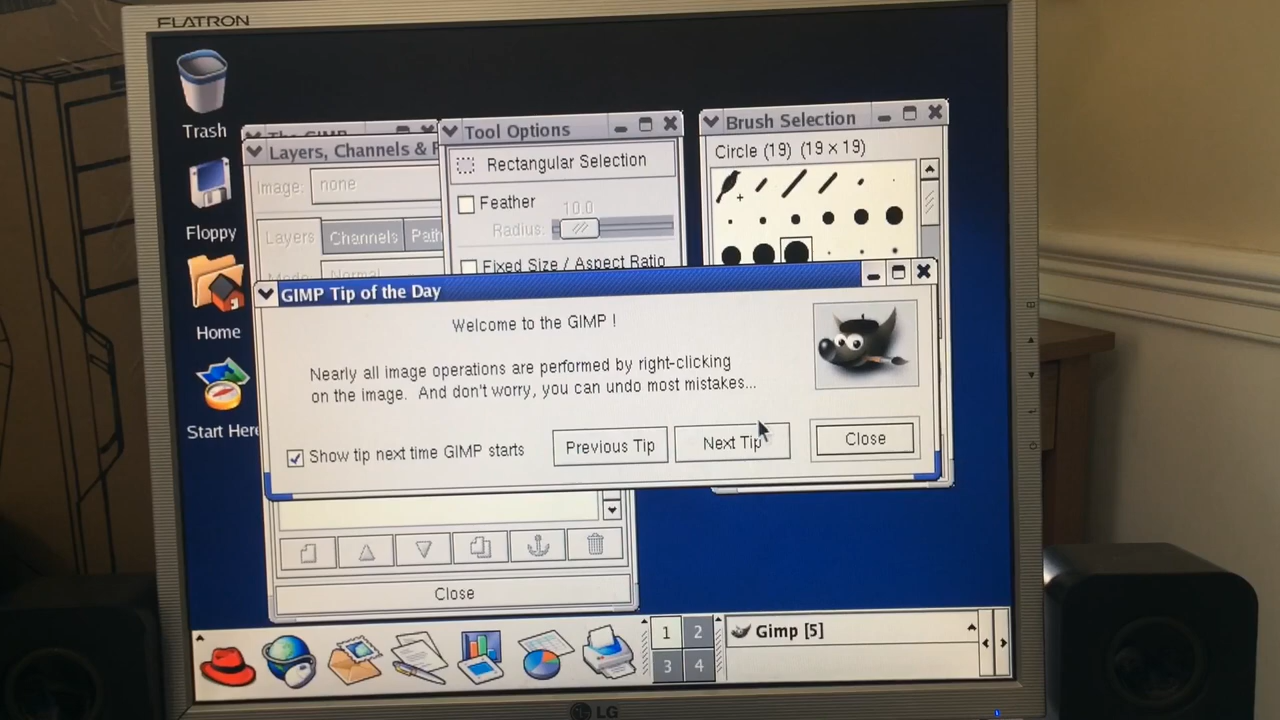 FLATRON
Trash
Floppy
Home
Start Here
The GIMP
Layers, Channels &
Image: none
Layers Channels Path
Mode: Normal
Tool Options
Rectangular Selection
Feather
10.0
Radius:
Fixed Size / Aspect Ratio
Brush Selection
Circle (19) (19 × 19)
GIMP Tip of the Day
Welcome to the GIMP !
Nearly all image operations are performed by right-clicking
on the image. And don't worry, you can undo most mistakes...
Show tip next time GIMP starts
Previous Tip
Next Tip
Close
Close
1 2
3 4
Gimp [5]
LG